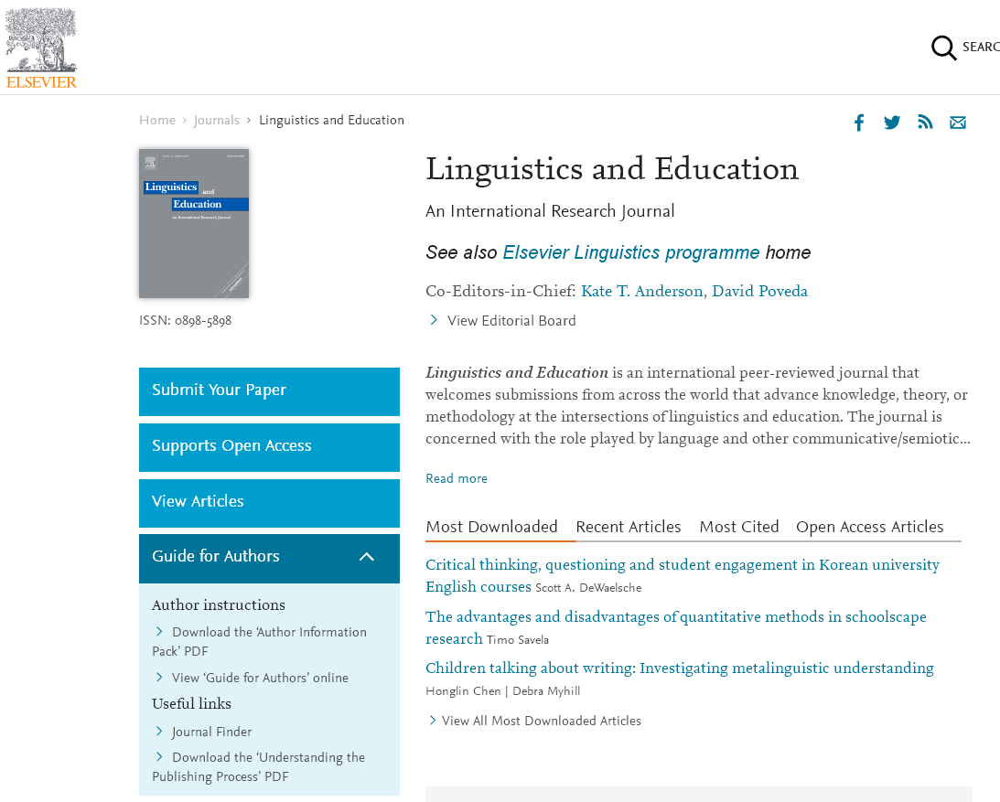 ELSEVIER
SEARC
Home > Journals > Linguistics and Education
Linguistics and
Education
An International Research Journal
ISSN: 0898-5898
Submit Your Paper
Supports Open Access
View Articles
Guide for Authors
Author instructions
Download the ‘Author Information
Pack’ PDF
View ‘Guide for Authors’ online
Useful links
Journal Finder
Download the ‘Understanding the
Publishing Process’ PDF
Linguistics and Education
An International Research Journal
See also Elsevier Linguistics programme home
Co-Editors-in-Chief: Kate T. Anderson, David Poveda
View Editorial Board
Linguistics and Education is an international peer-reviewed journal that
welcomes submissions from across the world that advance knowledge, theory, or
methodology at the intersections of linguistics and education. The journal is
concerned with the role played by language and other communicative/semiotic...
Read more
Most Downloaded Recent Articles Most Cited Open Access Articles
Critical thinking, questioning and student engagement in Korean university
English courses Scott A. DeWaelsche
The advantages and disadvantages of quantitative methods in schoolscape
research Timo Savela
Children talking about writing: Investigating metalinguistic understanding
Honglin Chen | Debra Myhill
View All Most Downloaded Articles